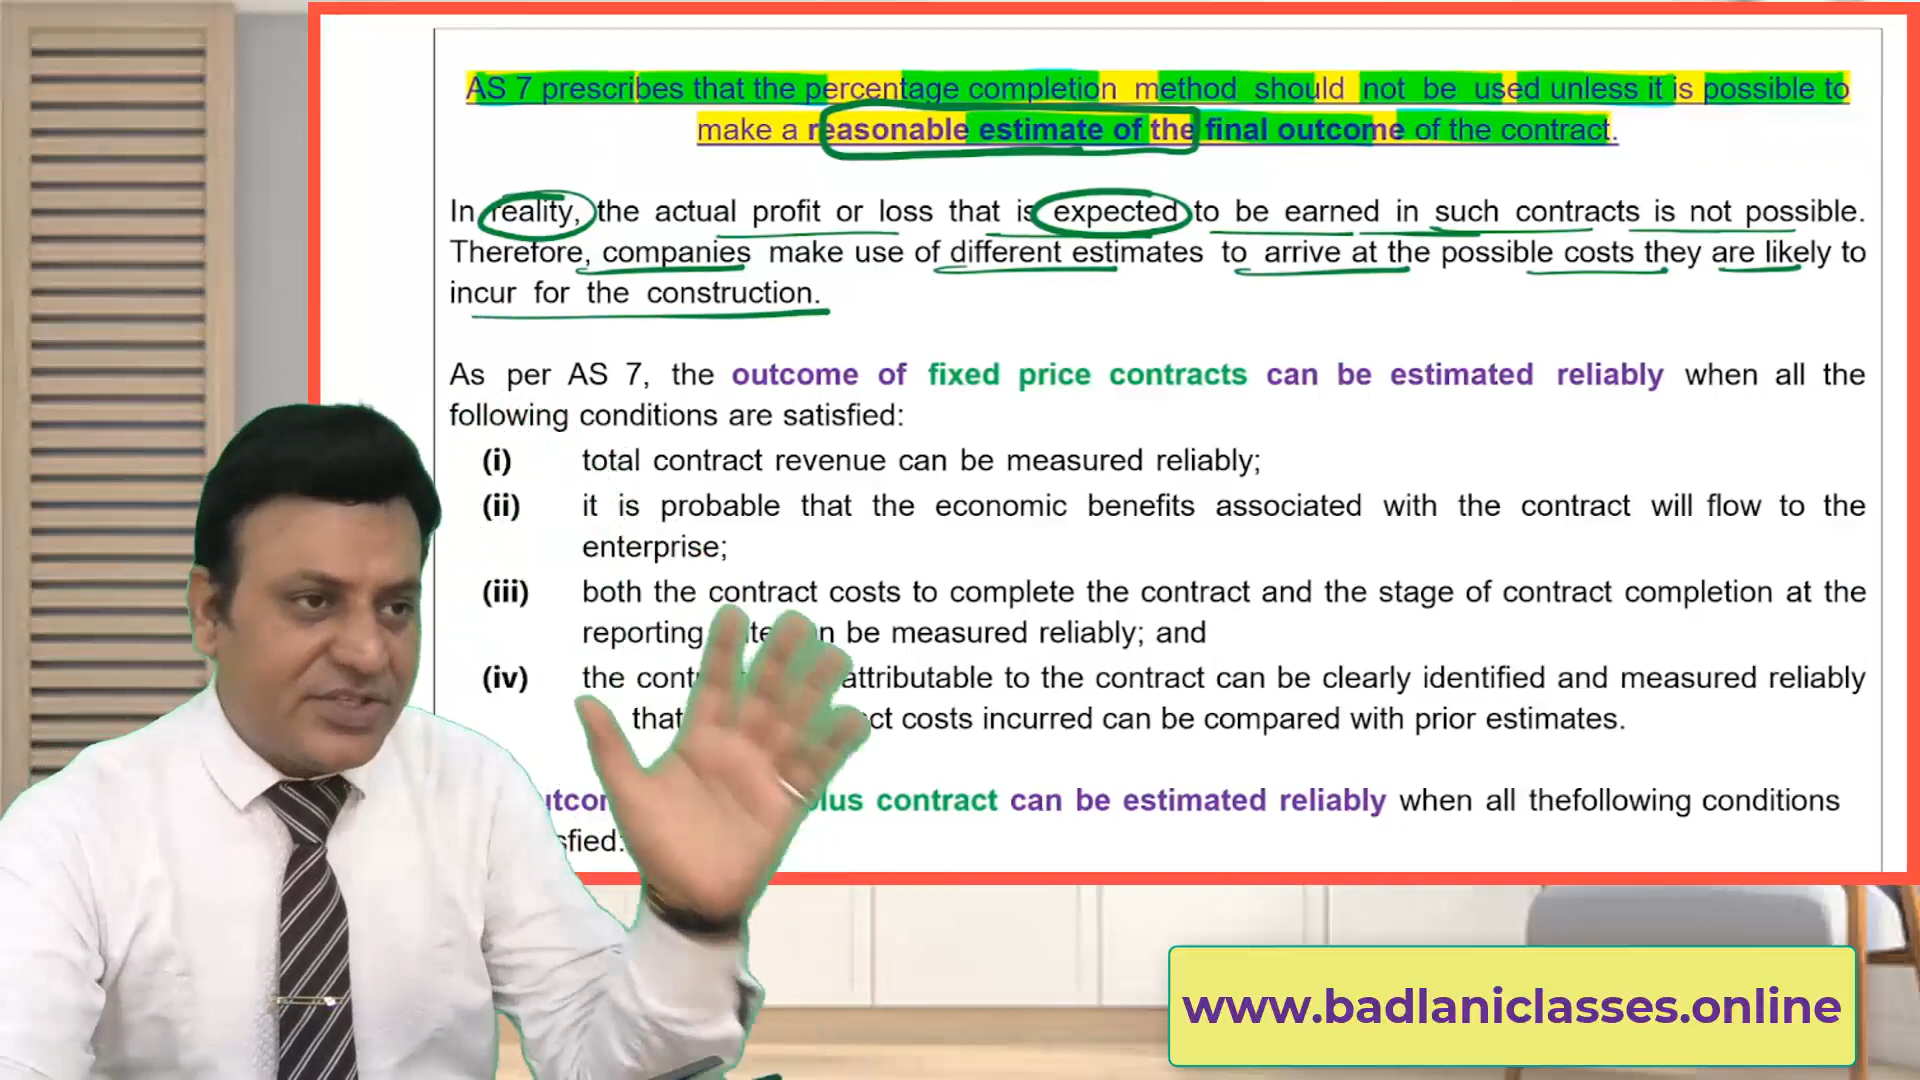 AS 7 prescribes that the percentage completion method should not be used unless it is possible to
make a reasonable estimate of the final outcome of the contract.
In reality, the actual profit or loss that is expected to be earned in such contracts is not possible.
Therefore, companies make use of different estimates to arrive at the possible costs they are likely to
incur for the construction.
As per AS 7, the outcome of fixed price contracts can be estimated reliably when all the
following conditions are satisfied:
(i) total contract revenue can be measured reliably;
(ii) it is probable that the economic benefits associated with the contract will flow to the
enterprise;
(iii) both the contract costs to complete the contract and the stage of contract completion at the
reporting can be measured reliably; and
(iv) the attributable to the contract can be clearly identified and measured reliably
that costs incurred can be compared with prior estimates.
contract can be estimated reliably when all thefollowing conditions
www.badlaniclasses.online